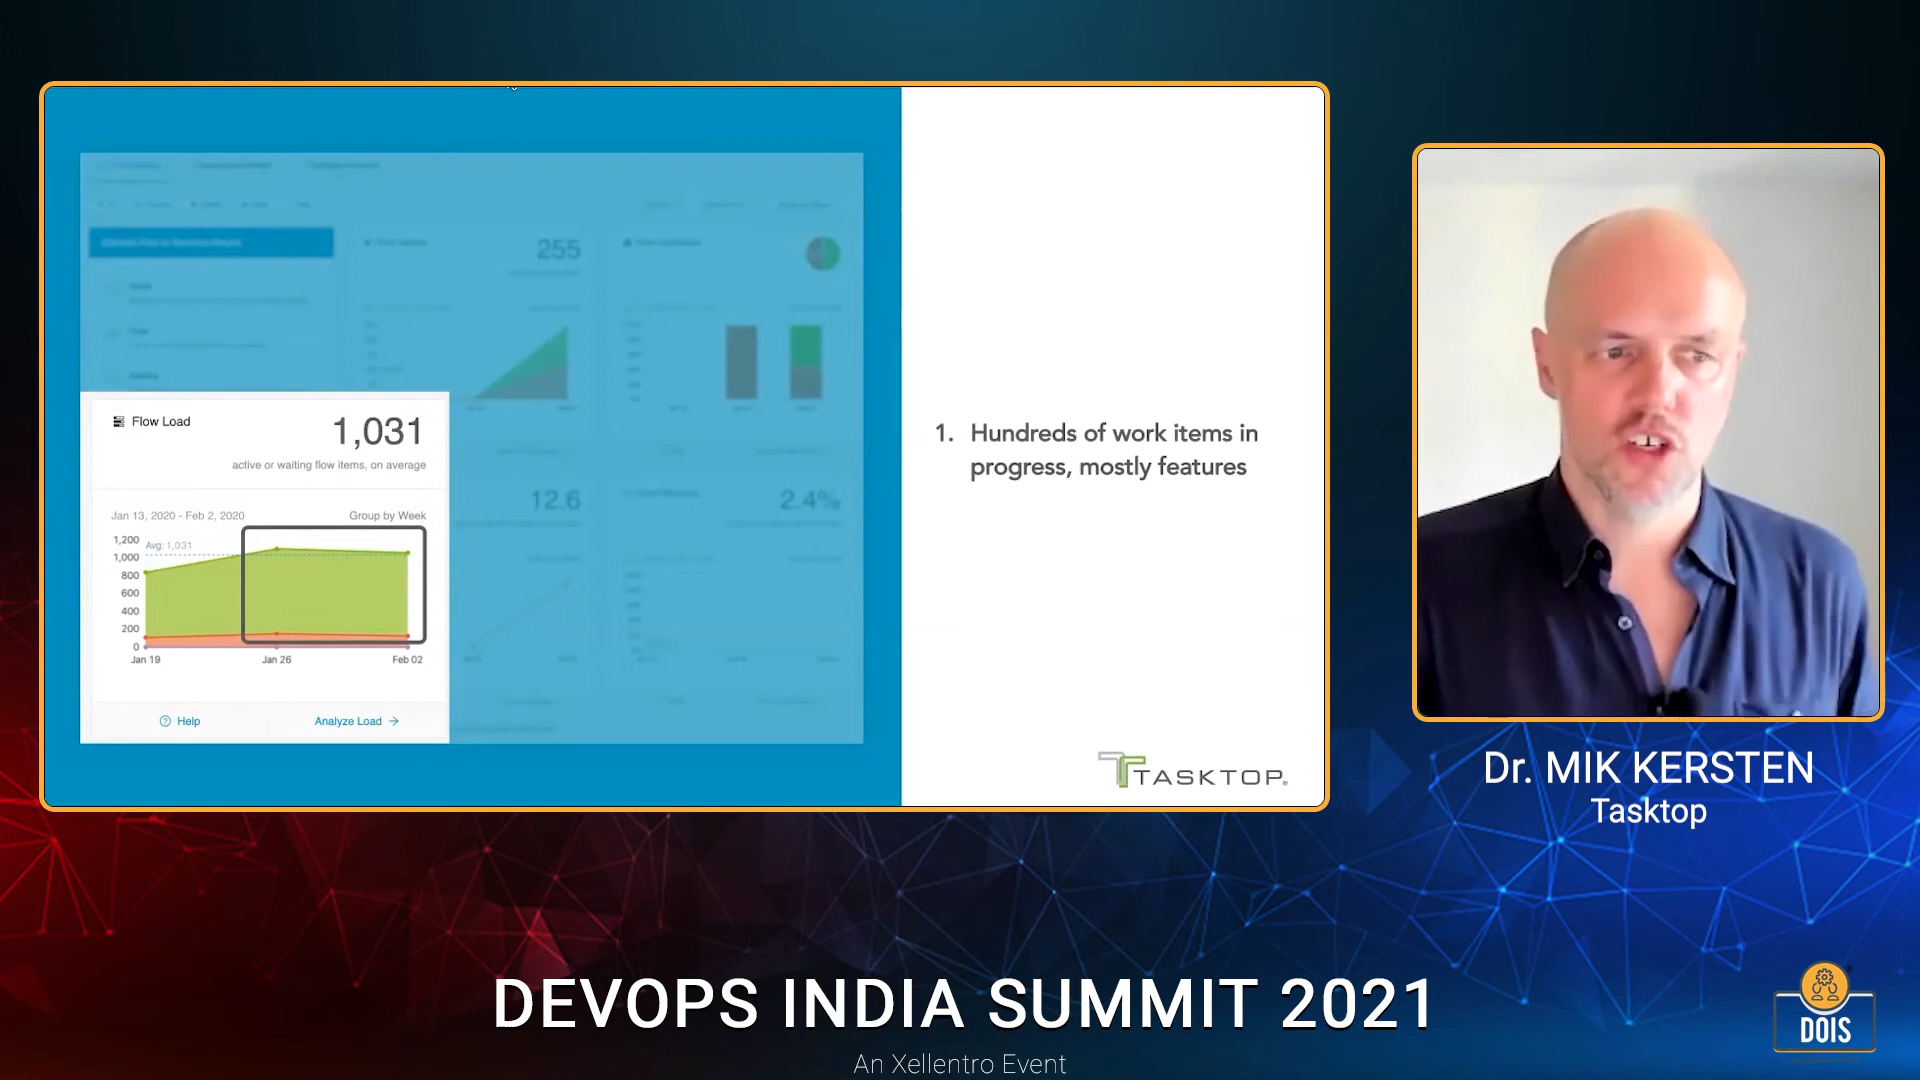 255
Flow Load
1,031
active or waiting flow items, on average
12.6
2.4%
Jan 13, 2020 - Feb 2, 2020
Group by Week
1,200
Avg: 1,031
1,000
800
600
400
200
0
Jan 19
Jan 26
Feb 02
Help
Analyze Load
1. Hundreds of work items in
progress, mostly features
TASKTOP
Dr. MIK KERSTEN
Tasktop
DEVOPS INDIA SUMMIT 2021
An Xellentro Event
DOIS